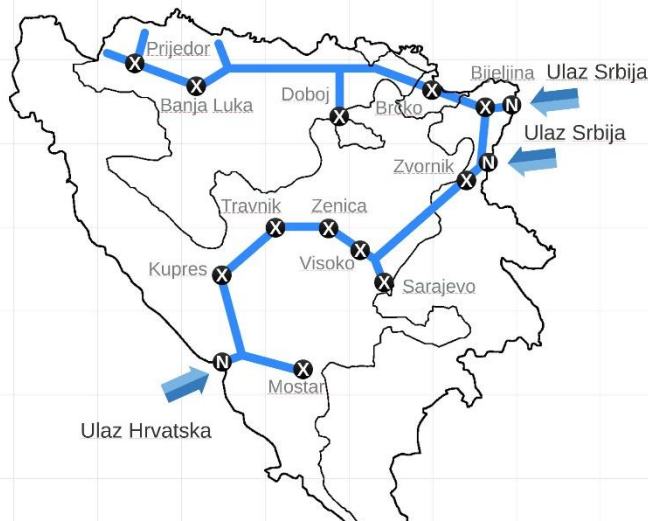 Prijedor
Bijeljina
Ulaz Srbija
Banja Luka
Doboj
Brčko
N
Ulaz Srbija
Zvornik
N
Travnik
Zenica
Visoko
Kupres
Sarajevo
N
Mostar
Ulaz Hrvatska
X
X
X
X
X
X
X
X
X
X
X
X